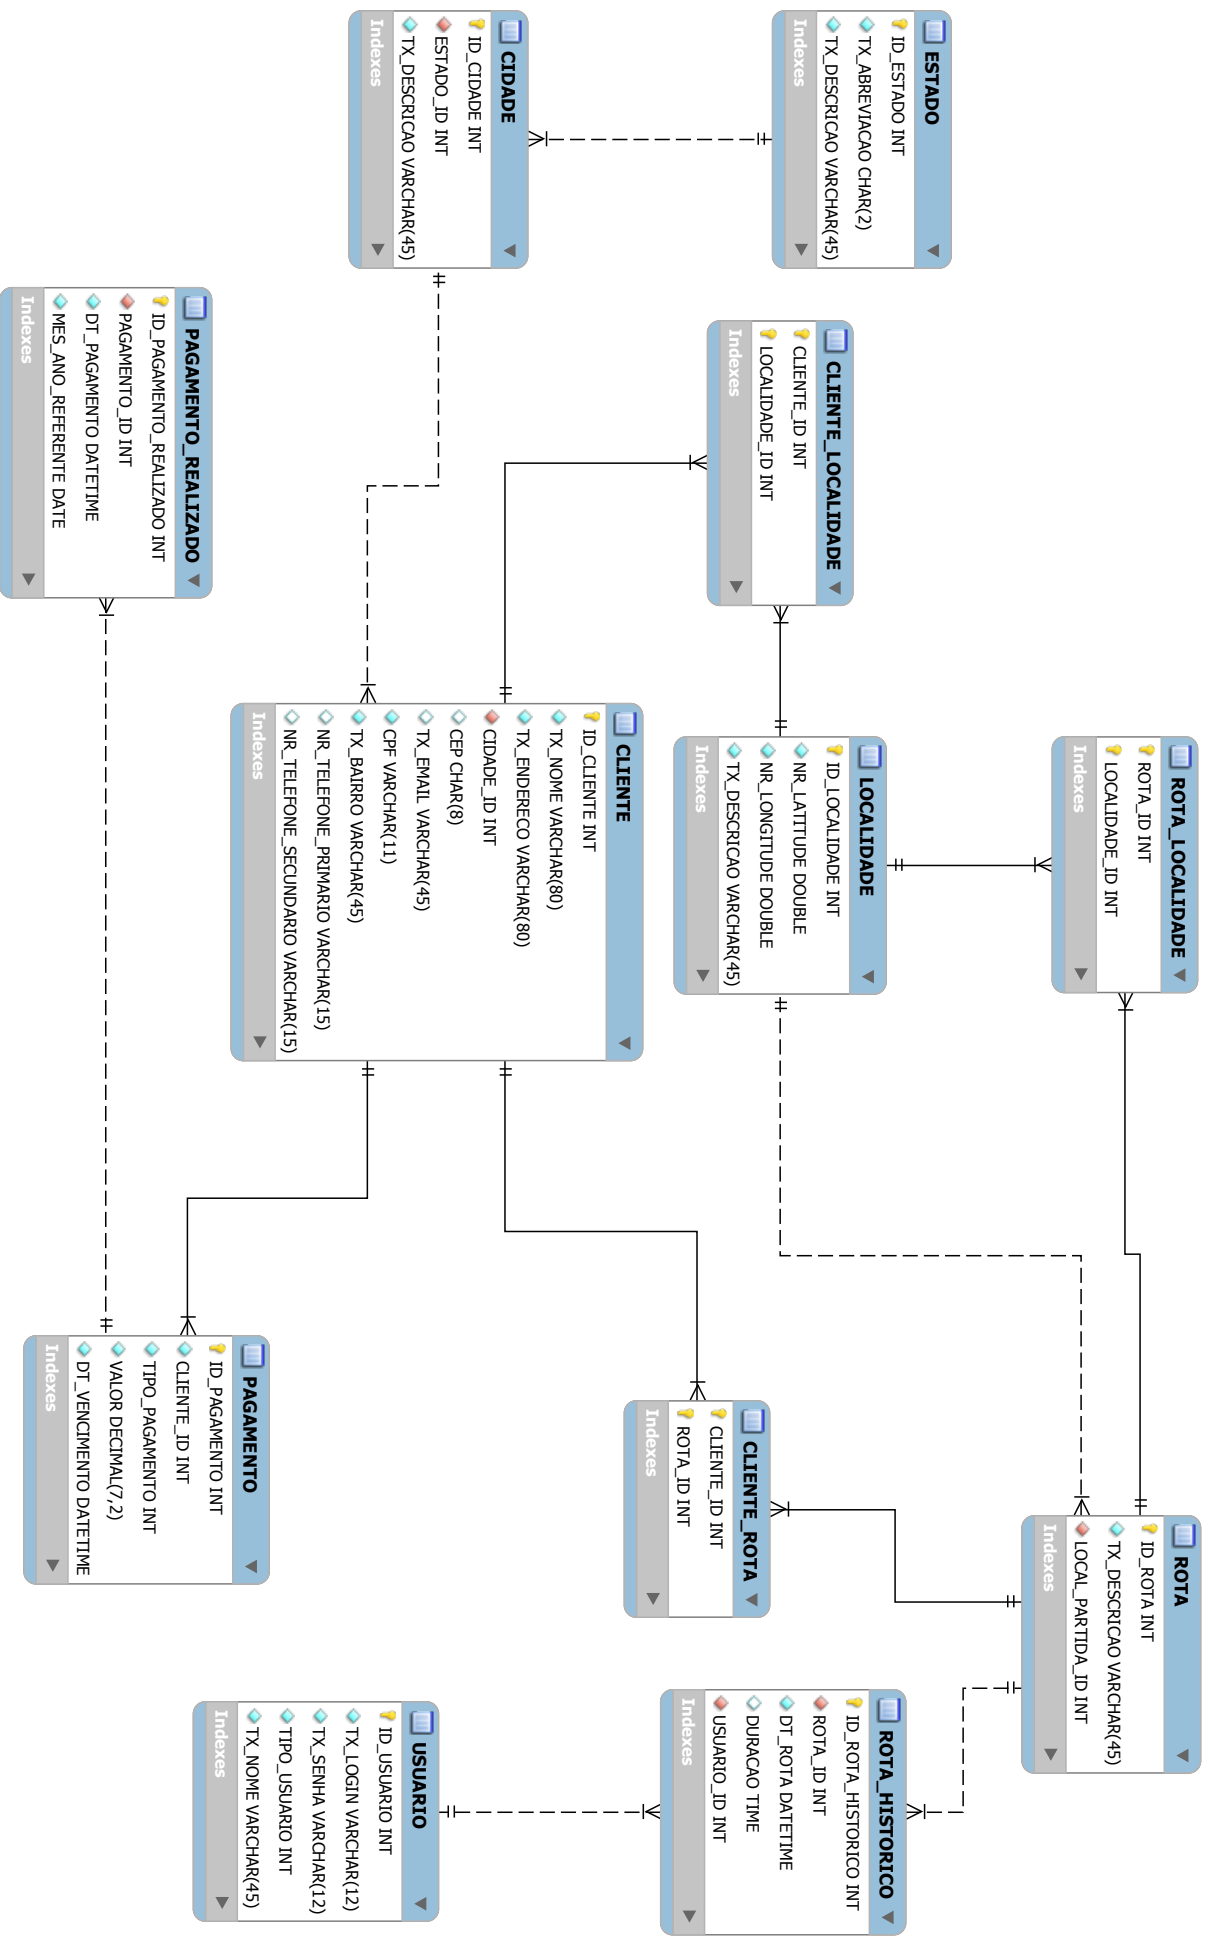 ESTADO
ID_ESTADO INT
TX_ABREVIACAO CHAR(2)
TX_DESCRICAO VARCHAR(45)
Indexes
CIDADE
ID_CIDADE INT
ESTADO_ID INT
TX_DESCRICAO VARCHAR(45)
Indexes
CLIENTE_LOCALIDADE
CLIENTE_ID INT
LOCALIDADE_ID INT
Indexes
PAGAMENTO_REALIZADO
ID_PAGAMENTO_REALIZADO INT
PAGAMENTO_ID INT
DT_PAGAMENTO DATETIME
MES_ANO_REFERENTE DATE
Indexes
ROTA_LOCALIDADE
ROTA_ID INT
LOCALIDADE_ID INT
Indexes
LOCALIDADE
ID_LOCALIDADE INT
NR_LATITUDE DOUBLE
NR_LONGITUDE DOUBLE
TX_DESCRICAO VARCHAR(45)
Indexes
CLIENTE
ID_CLIENTE INT
TX_NOME VARCHAR(80)
TX_ENDERECO VARCHAR(80)
CIDADE_ID INT
CEP CHAR(8)
TX_EMAIL VARCHAR(45)
CPF VARCHAR(11)
TX_BAIRRO VARCHAR(45)
NR_TELEFONE_PRIMARIO VARCHAR(15)
NR_TELEFONE_SECUNDARIO VARCHAR(15)
Indexes
ROTA
ID_ROTA INT
TX_DESCRICAO VARCHAR(45)
LOCAL_PARTIDA_ID INT
Indexes
CLIENTE_ROTA
CLIENTE_ID INT
ROTA_ID INT
Indexes
PAGAMENTO
ID_PAGAMENTO INT
CLIENTE_ID INT
TIPO_PAGAMENTO INT
VALOR DECIMAL(7,2)
DT_VENCIMENTO DATETIME
Indexes
ROTA_HISTORICO
ID_ROTA_HISTORICO INT
ROTA_ID INT
DT_ROTA DATETIME
DURACAO TIME
USUARIO_ID INT
Indexes
USUARIO
ID_USUARIO INT
TX_LOGIN VARCHAR(12)
TX_SENHA VARCHAR(12)
TIPO_USUARIO INT
TX_NOME VARCHAR(45)
Indexes